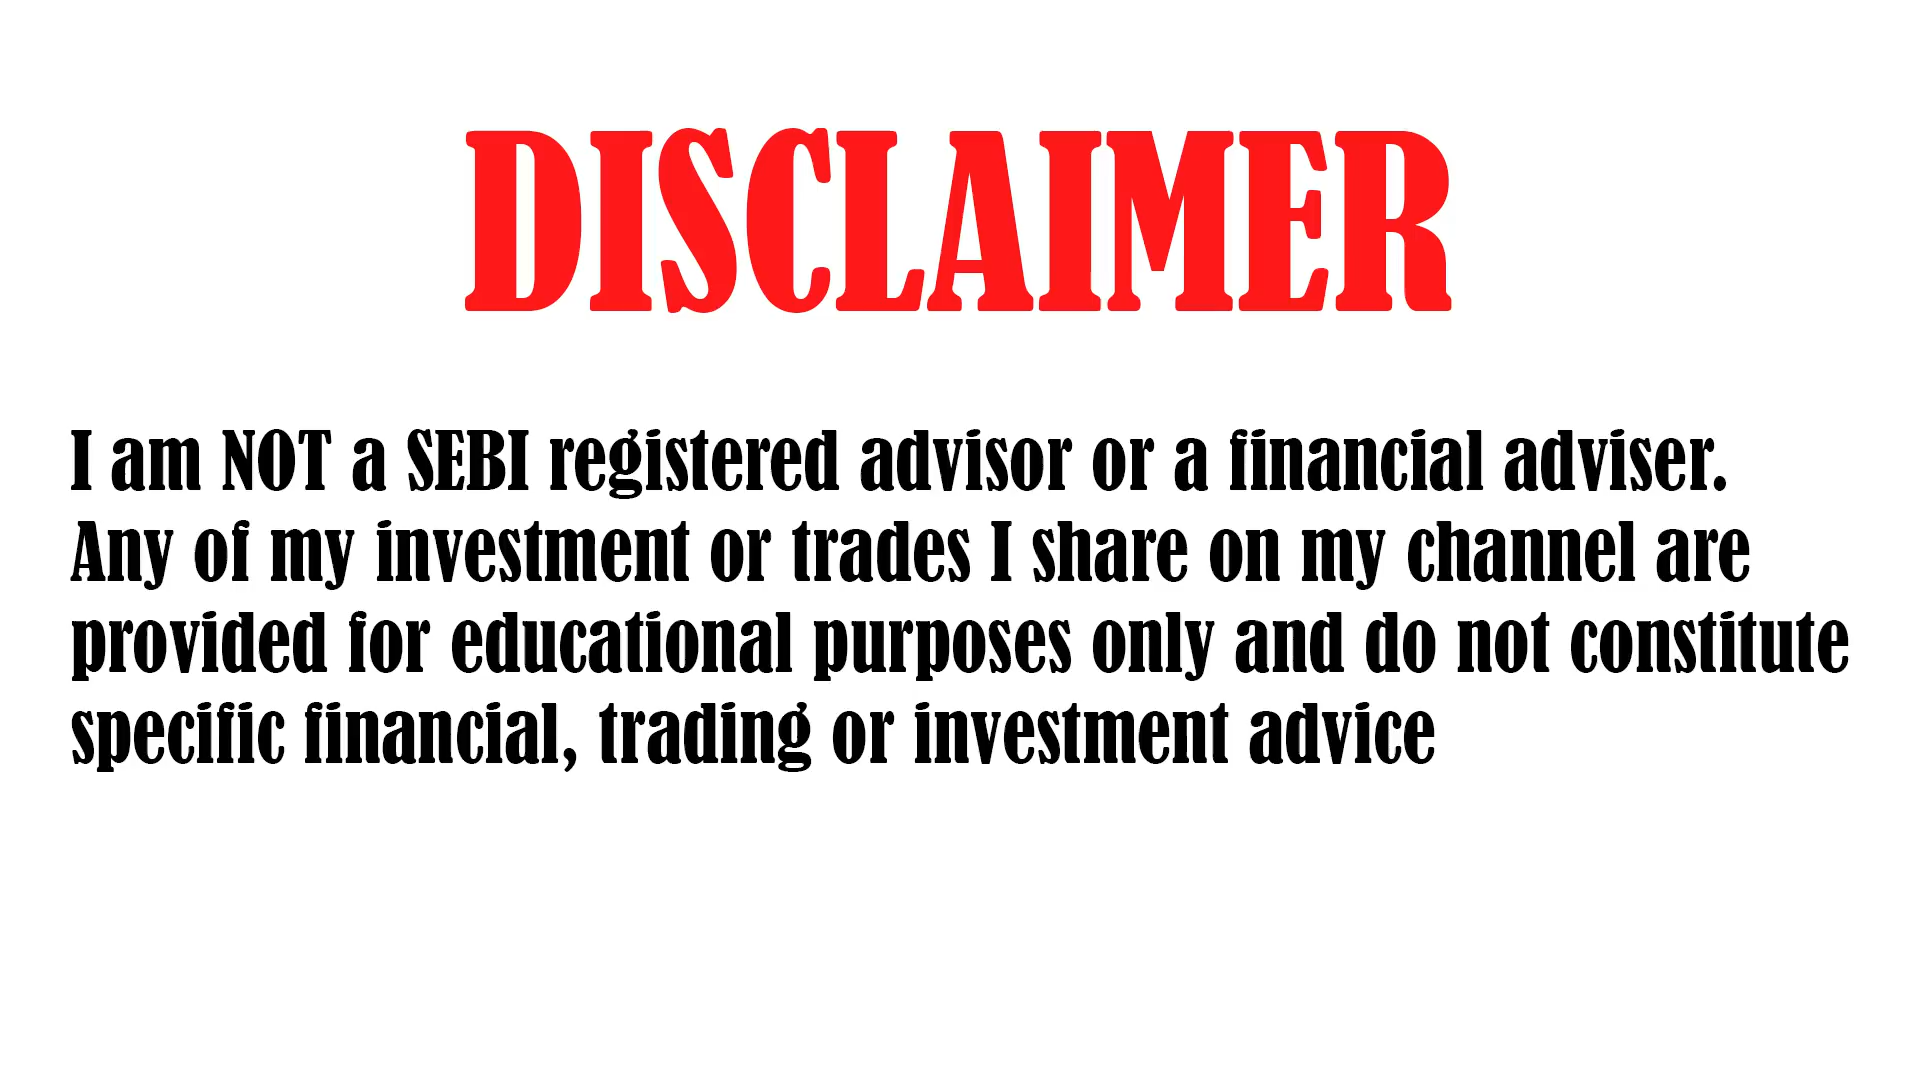 DISCLAIMER
I am NOT a SEBI registered advisor or a financial adviser.
Any of my investment or trades I share on my channel are
provided for educational purposes only and do not constitute
specific financial, trading or investment advice